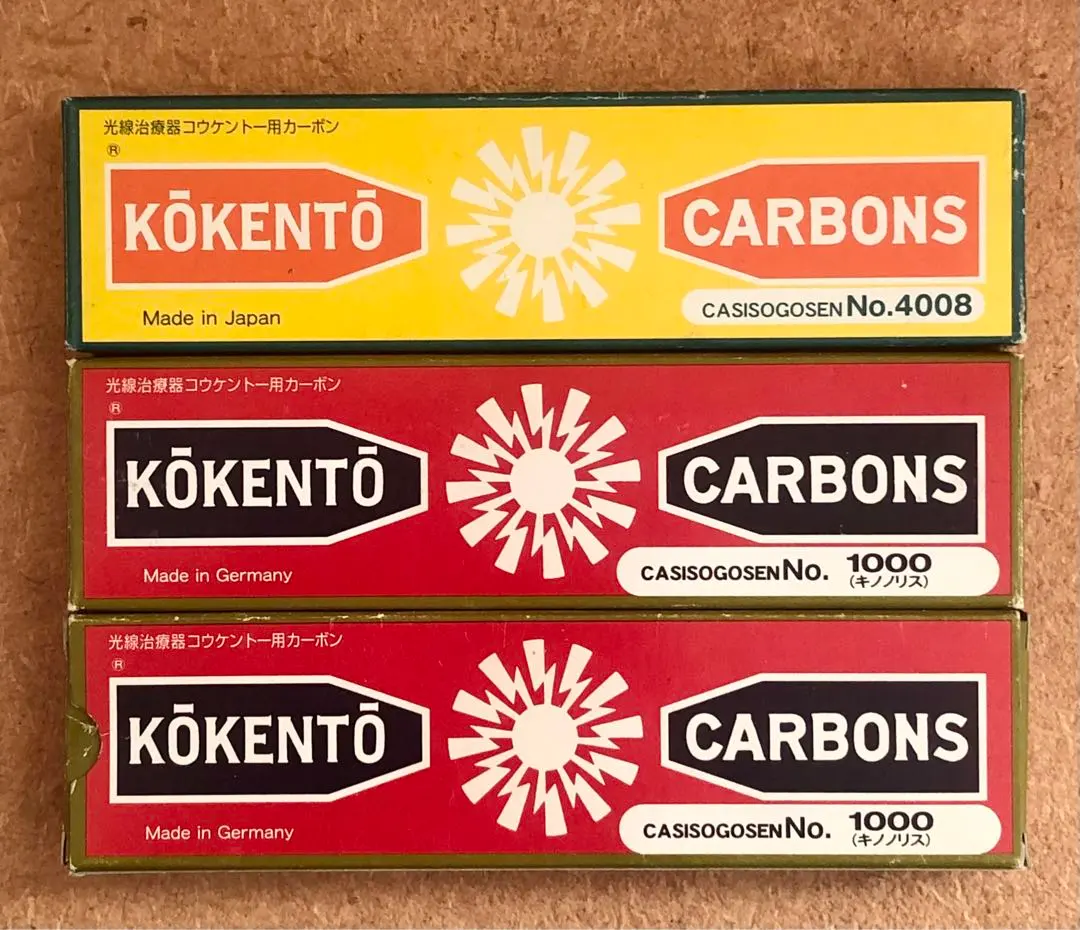 光線治療器コウケントー用カーボン
®
KŌKENTŌ CARBONS
Made in Japan
CASISOGOSEN No.4008
光線治療器コウケントー用カーボン
®
KŌKENTŌ CARBONS
Made in Germany
CASISOGOSEN No. 1000
(キノノリス)
光線治療器コウケントー用カーボン
®
KŌKENTŌ CARBONS
Made in Germany
CASISOGOSEN No. 1000
(キノノリス)